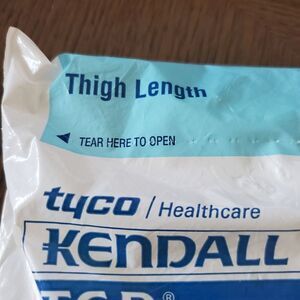 Thigh Length
◄ TEAR HERE TO OPEN
tyco / Healthcare
KENDALL
T.E.D.®